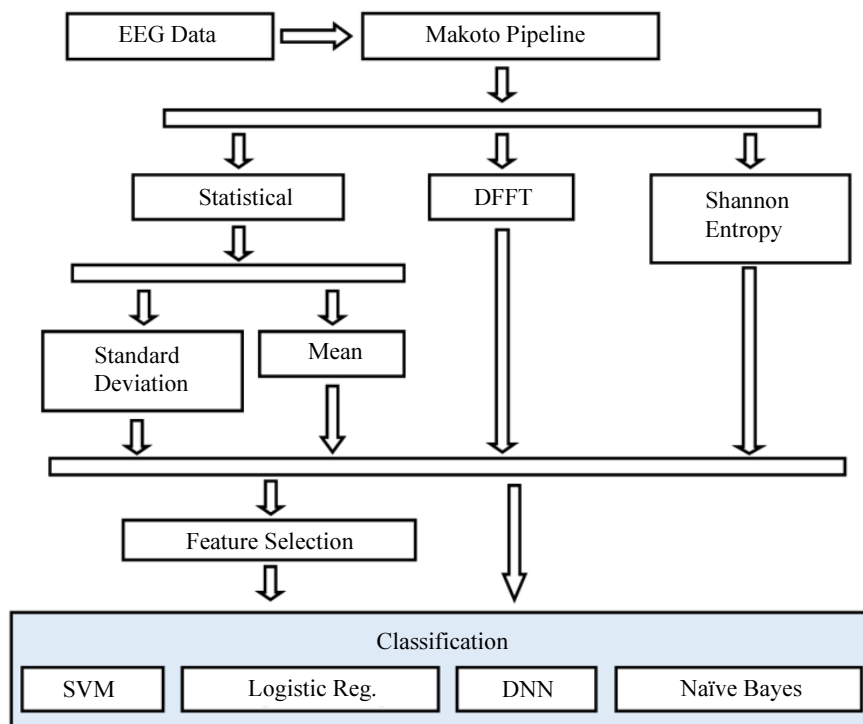 EEG Data
Makoto Pipeline
Statistical
DFFT
Shannon
Entropy
Standard
Deviation
Mean
Feature Selection
Classification
SVM
Logistic Reg.
DNN
Naïve Bayes